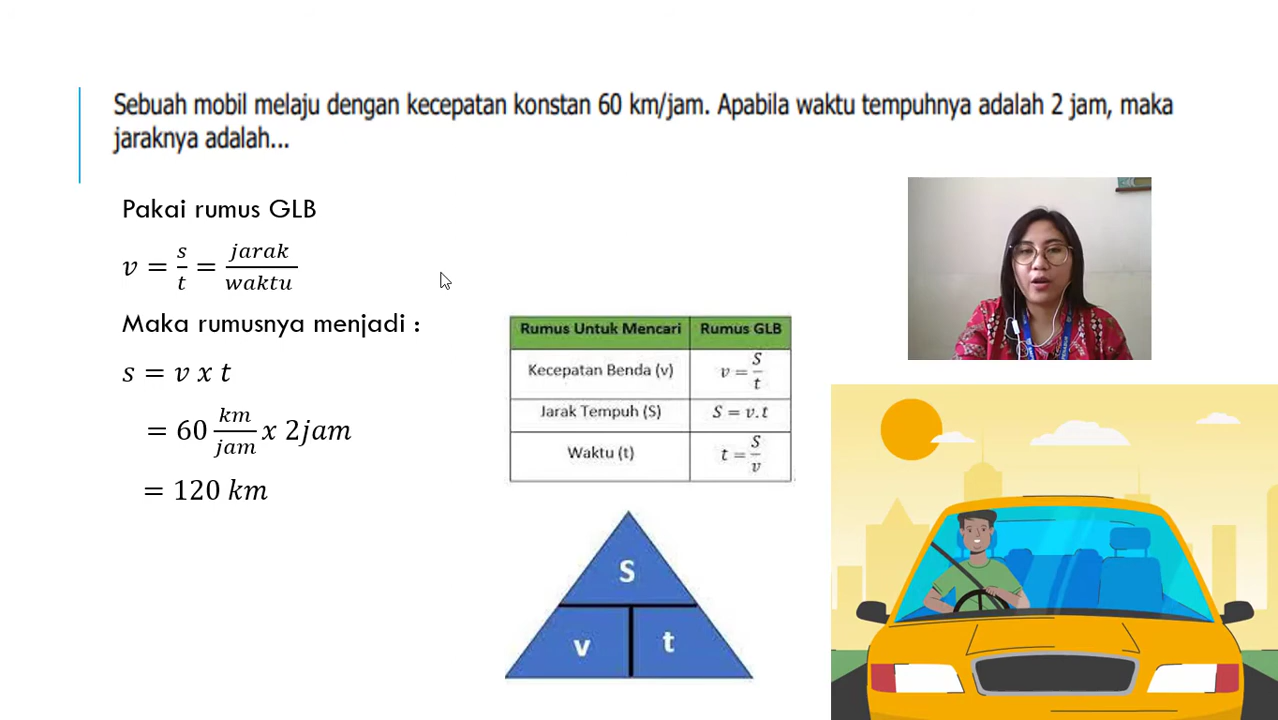 Sebuah mobil melaju dengan kecepatan konstan 60 km/jam. Apabila waktu tempuhnya adalah 2 jam, maka
jaraknya adalah...
Pakai rumus GLB
v = s/t = jarak/waktu
Maka rumusnya menjadi :
s = v x t
= 60 km/jam x 2jam
= 120 km
Rumus Untuk Mencari Rumus GLB
Kecepatan Benda (v) v = S/t
Jarak Tempuh (S) S = v.t
Waktu (t) t = S/v
S
v t